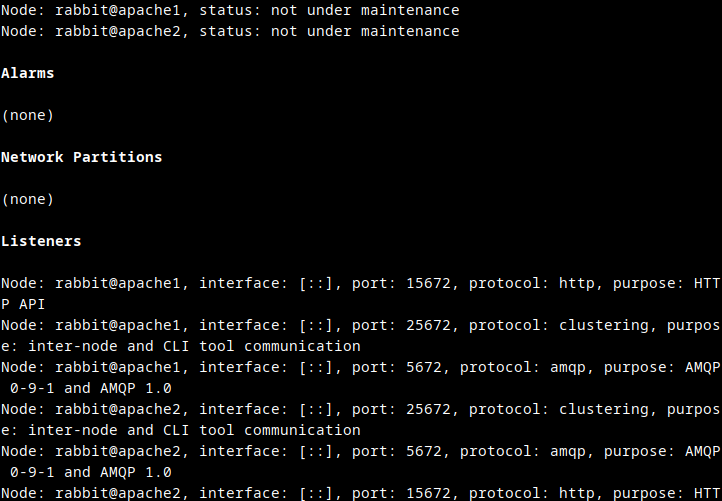 Node: rabbit@apache1, status: not under maintenance
Node: rabbit@apache2, status: not under maintenance
Alarms
(none)
Network Partitions
(none)
Listeners
Node: rabbit@apache1, interface: [::], port: 15672, protocol: http, purpose: HTT
P API
Node: rabbit@apache1, interface: [::], port: 25672, protocol: clustering, purpos
e: inter-node and CLI tool communication
Node: rabbit@apache1, interface: [::], port: 5672, protocol: amqp, purpose: AMQP
 0-9-1 and AMQP 1.0
Node: rabbit@apache2, interface: [::], port: 25672, protocol: clustering, purpos
e: inter-node and CLI tool communication
Node: rabbit@apache2, interface: [::], port: 5672, protocol: amqp, purpose: AMQP
 0-9-1 and AMQP 1.0
Node: rabbit@apache2, interface: [::], port: 15672, protocol: http, purpose: HTT